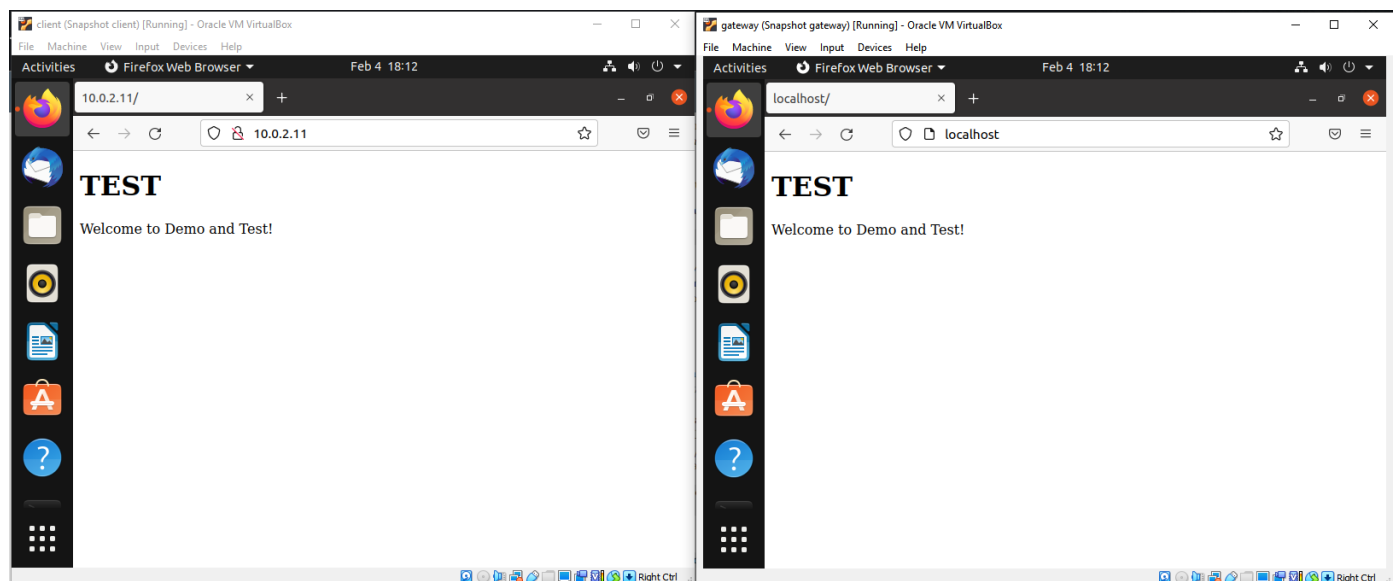 client (Snapshot client) [Running] - Oracle VM VirtualBox
File Machine View Input Devices Help
Activities Firefox Web Browser Feb 4 18:12
10.0.2.11/
10.0.2.11
TEST
Welcome to Demo and Test!
Right Ctrl
gateway (Snapshot gateway) [Running] - Oracle VM VirtualBox
File Machine View Input Devices Help
Activities Firefox Web Browser Feb 4 18:12
localhost/
localhost
TEST
Welcome to Demo and Test!
Right Ctrl